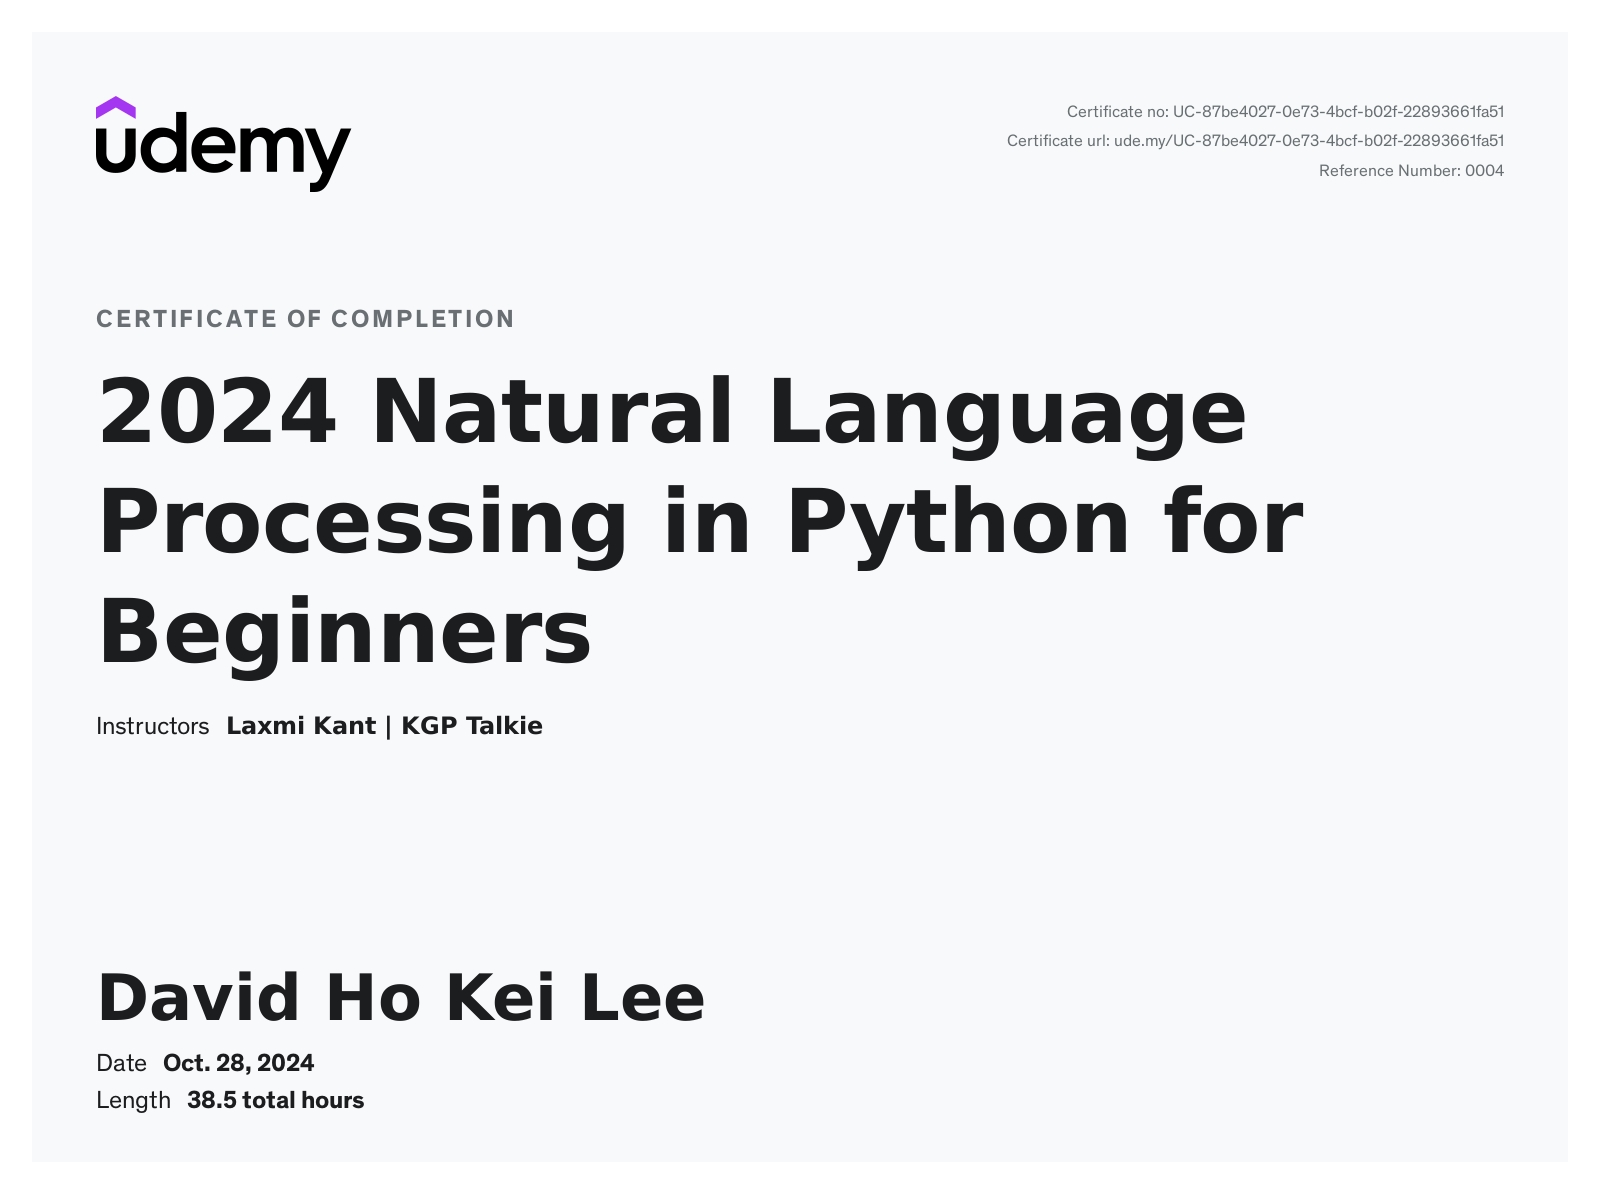 udemy
Certificate no: UC-87be4027-0e73-4bcf-b02f-22893661fa51
Certificate url: ude.my/UC-87be4027-0e73-4bcf-b02f-22893661fa51
Reference Number: 0004
CERTIFICATE OF COMPLETION
2024 Natural Language
Processing in Python for
Beginners
Instructors Laxmi Kant | KGP Talkie
David Ho Kei Lee
Date Oct. 28, 2024
Length 38.5 total hours